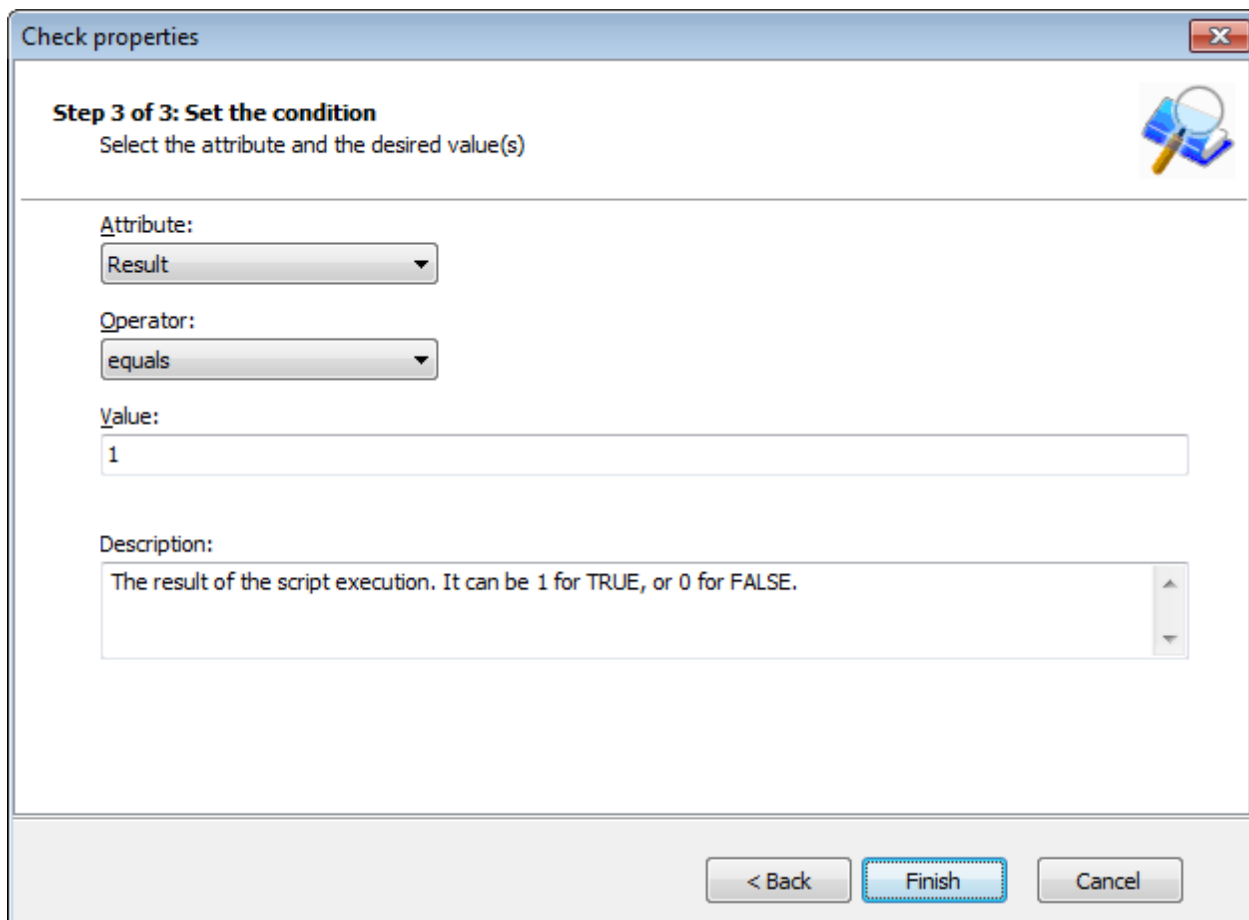 Check properties
Step 3 of 3: Set the condition
Select the attribute and the desired value(s)
Attribute:
Result
Operator:
equals
Value:
1
Description:
The result of the script execution. It can be 1 for TRUE, or 0 for FALSE.
< Back Finish Cancel